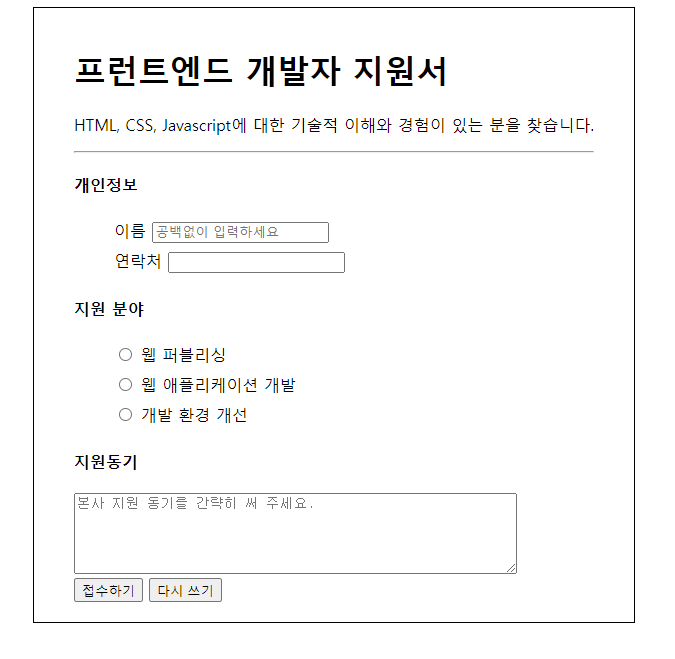 프런트엔드 개발자 지원서
HTML, CSS, Javascript에 대한 기술적 이해와 경험이 있는 분을 찾습니다.
개인정보
이름 공백없이 입력하세요
연락처
지원 분야
웹 퍼블리싱
웹 애플리케이션 개발
개발 환경 개선
지원동기
본사 지원 동기를 간략히 써 주세요.
접수하기 다시 쓰기